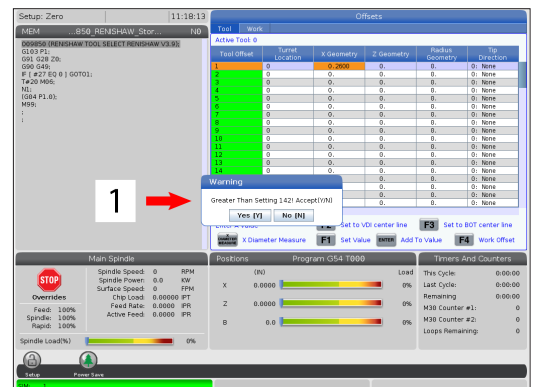 Setup: Zero 11:18:13
MEM ...850_RENISHAW_Stor... N0
O09850 (RENISHAW TOOL SELECT RENISHAW V3.9);
G103 P1;
G91 G28 Z0;
G90 G49;
IF [ #27 EQ 0 ] GOTO1;
T#20 M06;
N1;
(G04 P1.0);
M99;
;
;
Offsets
Tool Work
Active Tool: 0
Tool Offset Turret Location X Geometry Z Geometry Radius Geometry Tip Direction
1 0 0.2600 0. 0. 0: None
2 0 0. 0. 0. 0: None
3 0 0. 0. 0. 0: None
4 0 0. 0. 0. 0: None
5 0 0. 0. 0. 0: None
6 0 0. 0. 0. 0: None
7 0 0. 0. 0. 0: None
8 0 0. 0. 0. 0: None
9 0 0. 0. 0. 0: None
10 0 0. 0. 0. 0: None
11 0 0. 0. 0. 0: None
12 0 0. 0. 0. 0: None
13 0 0. 0. 0. 0: None
14 0 0. 0. 0. 0: None
0. 0. 0: None
0. 0. 0: None
0. 0. 0: None
Warning
Greater Than Setting 142! Accept(Y/N)
Yes [Y] No [N]
1
Set to VDI center line F3 Set to BOT center line
X DIAMETER MEASURE X Diameter Measure F1 Set Value ENTER Add To Value F4 Work Offset
Main Spindle
STOP
Overrides
Feed: 100%
Spindle: 100%
Rapid: 100%
Spindle Speed: 0 RPM
Spindle Power: 0.0 KW
Surface Speed: 0 FPM
Chip Load: 0.00000 IPT
Feed Rate: 0.0000 IPR
Active Feed: 0.0000 IPR
Spindle Load(%) 0%
Positions Program G54 T000
(IN) Load
X 0.0000 0%
Z 0.0000 0%
B 0.0 0%
Timers And Counters
This Cycle: 0:00:00
Last Cycle: 0:00:00
Remaining 0:00:00
M30 Counter #1: 0
M30 Counter #2: 0
Loops Remaining: 0
Setup Power Save